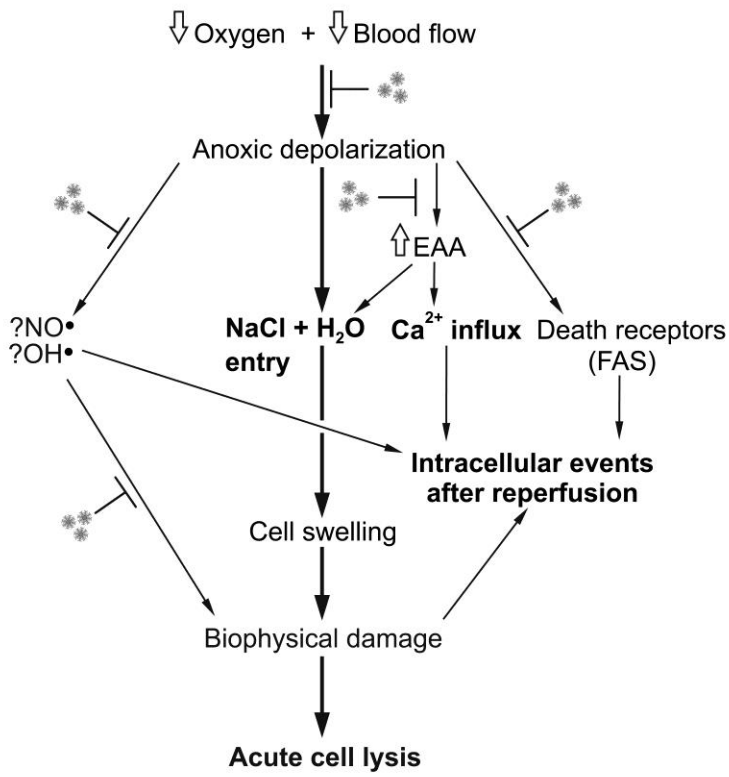 ⇩ Oxygen + ⇩ Blood flow
Anoxic depolarization
⇧ EAA
?NO•
?OH•
NaCl + H₂O
entry
Ca²⁺ influx
Death receptors
(FAS)
Intracellular events
after reperfusion
Cell swelling
Biophysical damage
Acute cell lysis